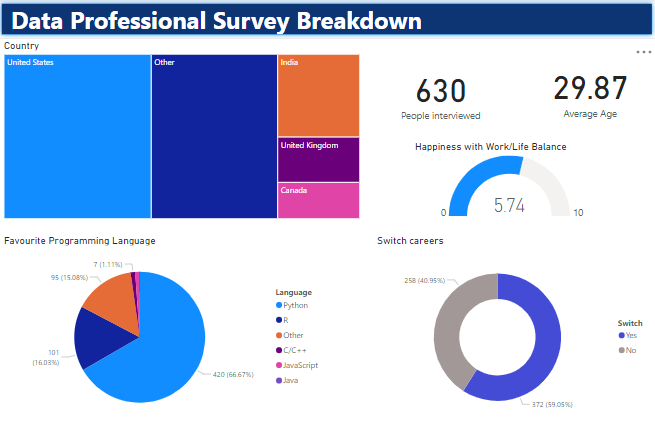 Data Professional Survey Breakdown
Country
United States
Other
India
United Kingdom
Canada
630
People interviewed
29.87
Average Age
Happiness with Work/Life Balance
5.74
0
10
Favourite Programming Language
7 (1.11%)
95 (15.08%)
101
(16.03%)
420 (66.67%)
Language
Python
R
Other
C/C++
JavaScript
Java
Switch careers
258 (40.95%)
372 (59.05%)
Switch
Yes
No